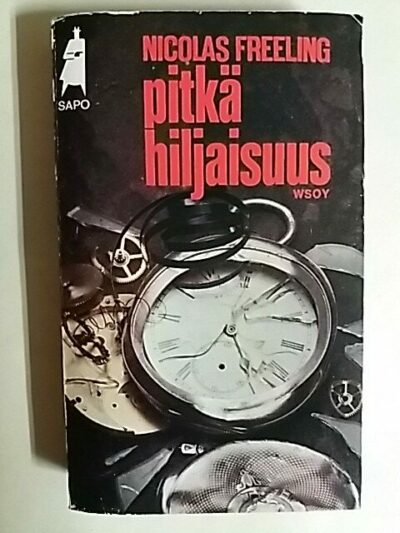 NICOLAS FREELING
pitkä
hiljaisuus
WSOY
SAPO